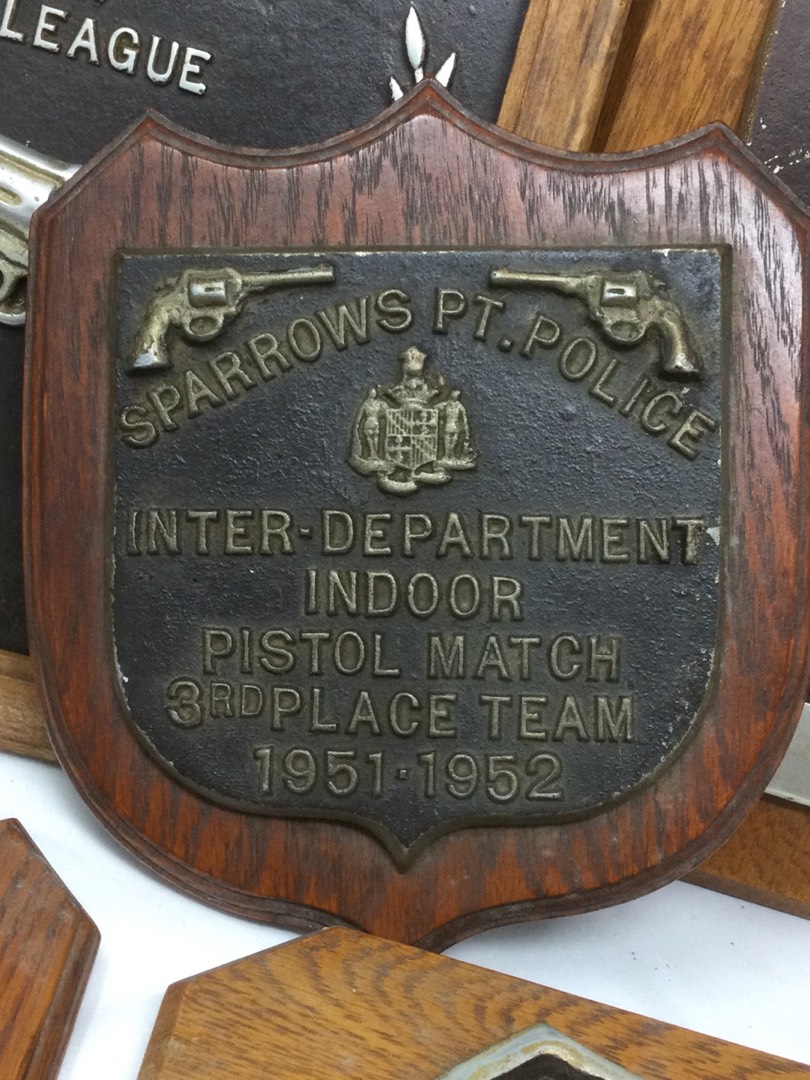 LEAGUE
SPARROWS PT. POLICE
INTER-DEPARTMENT
INDOOR
PISTOL MATCH
3RD PLACE TEAM
1951-1952